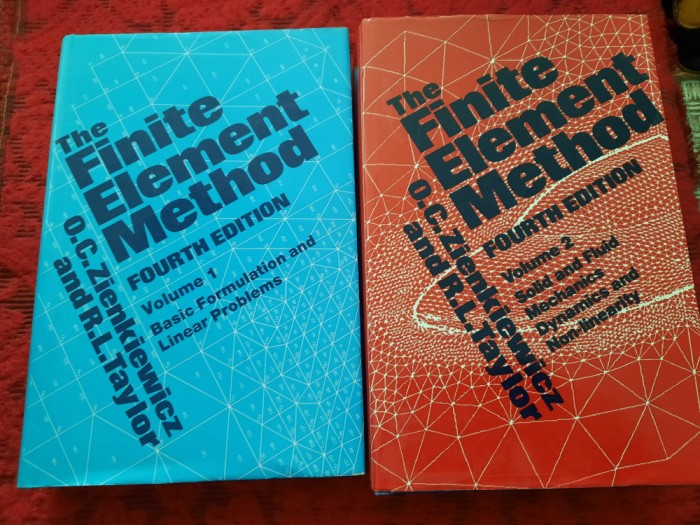 The
Finite
Element
Method
FOURTH EDITION
O.C.Zienkiewicz
and R.L.Taylor
Volume 1
Basic Formulation and
Linear Problems
The
Finite
Element
Method
FOURTH EDITION
O.C.Zienkiewicz
and R.L.Taylor
Volume 2
Solid and Fluid
Mechanics
Dynamics and
Non-linearity